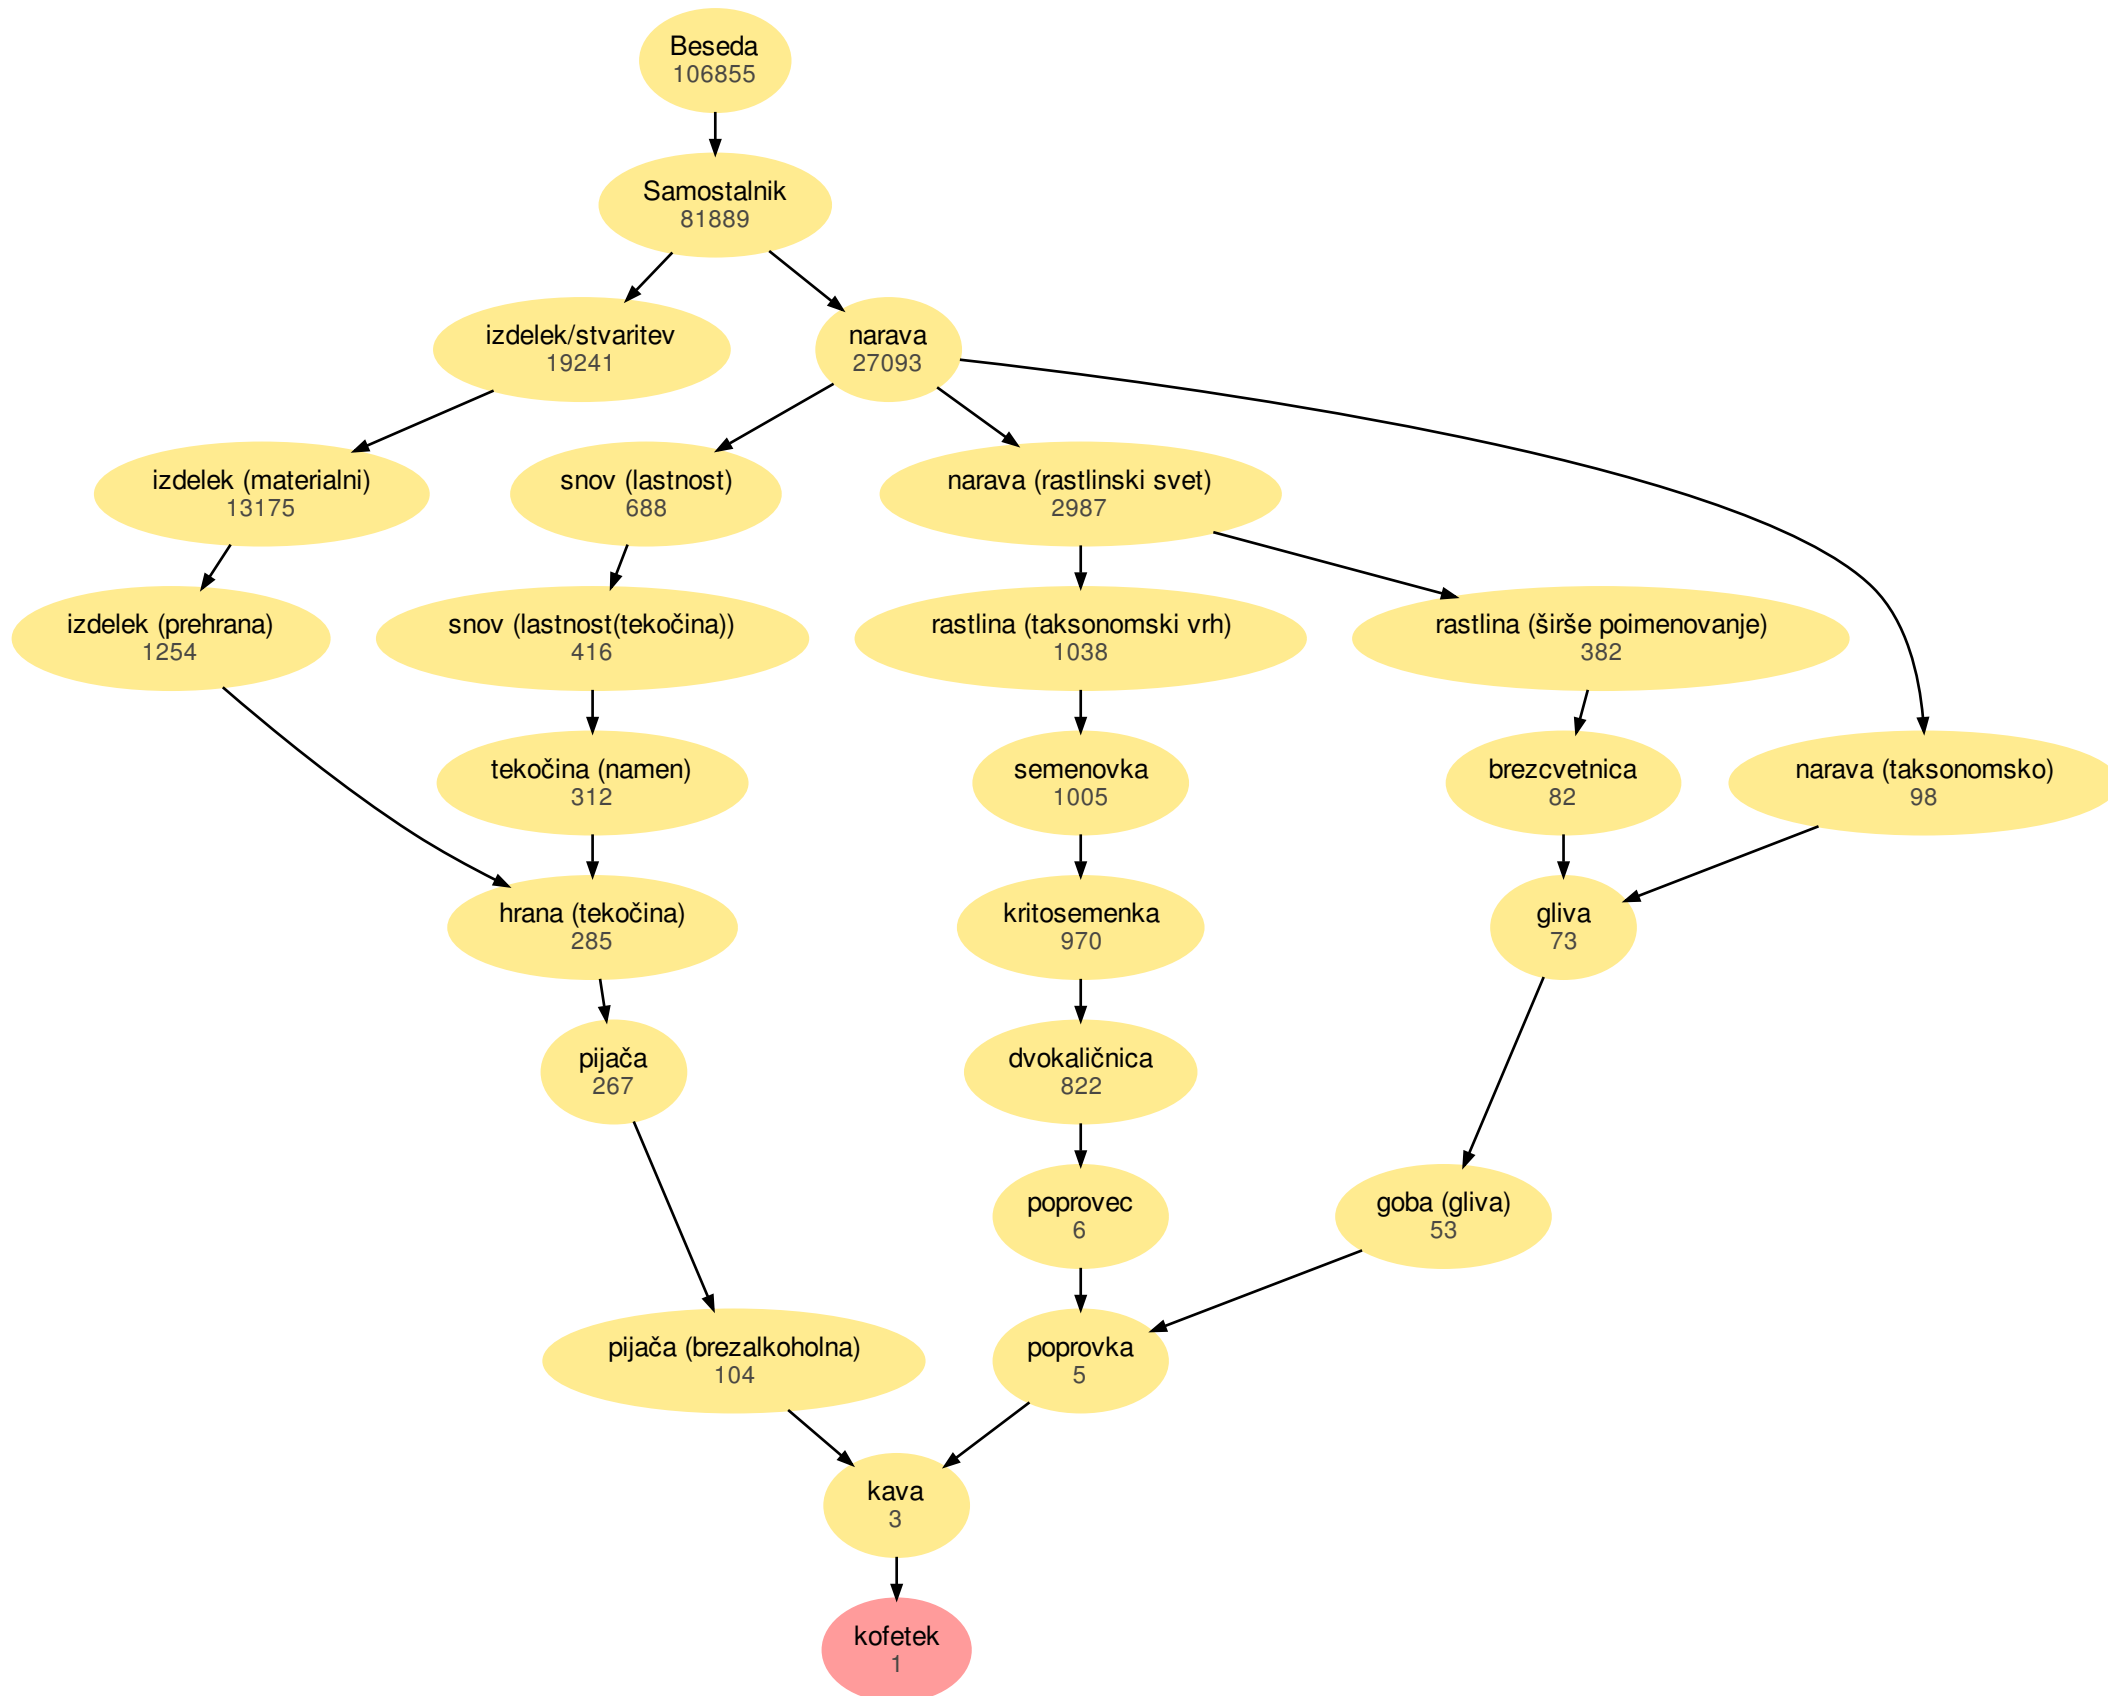 Beseda
106855
Samostalnik
81889
izdelek/stvaritev
19241
narava
27093
izdelek (materialni)
13175
snov (lastnost)
688
narava (rastlinski svet)
2987
izdelek (prehrana)
1254
snov (lastnost(tekočina))
416
rastlina (taksonomski vrh)
1038
rastlina (širše poimenovanje)
382
tekočina (namen)
312
semenovka
1005
brezcvetnica
82
narava (taksonomsko)
98
hrana (tekočina)
285
kritosemenka
970
gliva
73
pijača
267
dvokaličnica
822
poprovec
6
goba (gliva)
53
pijača (brezalkoholna)
104
poprovka
5
kava
3
kofetek
1